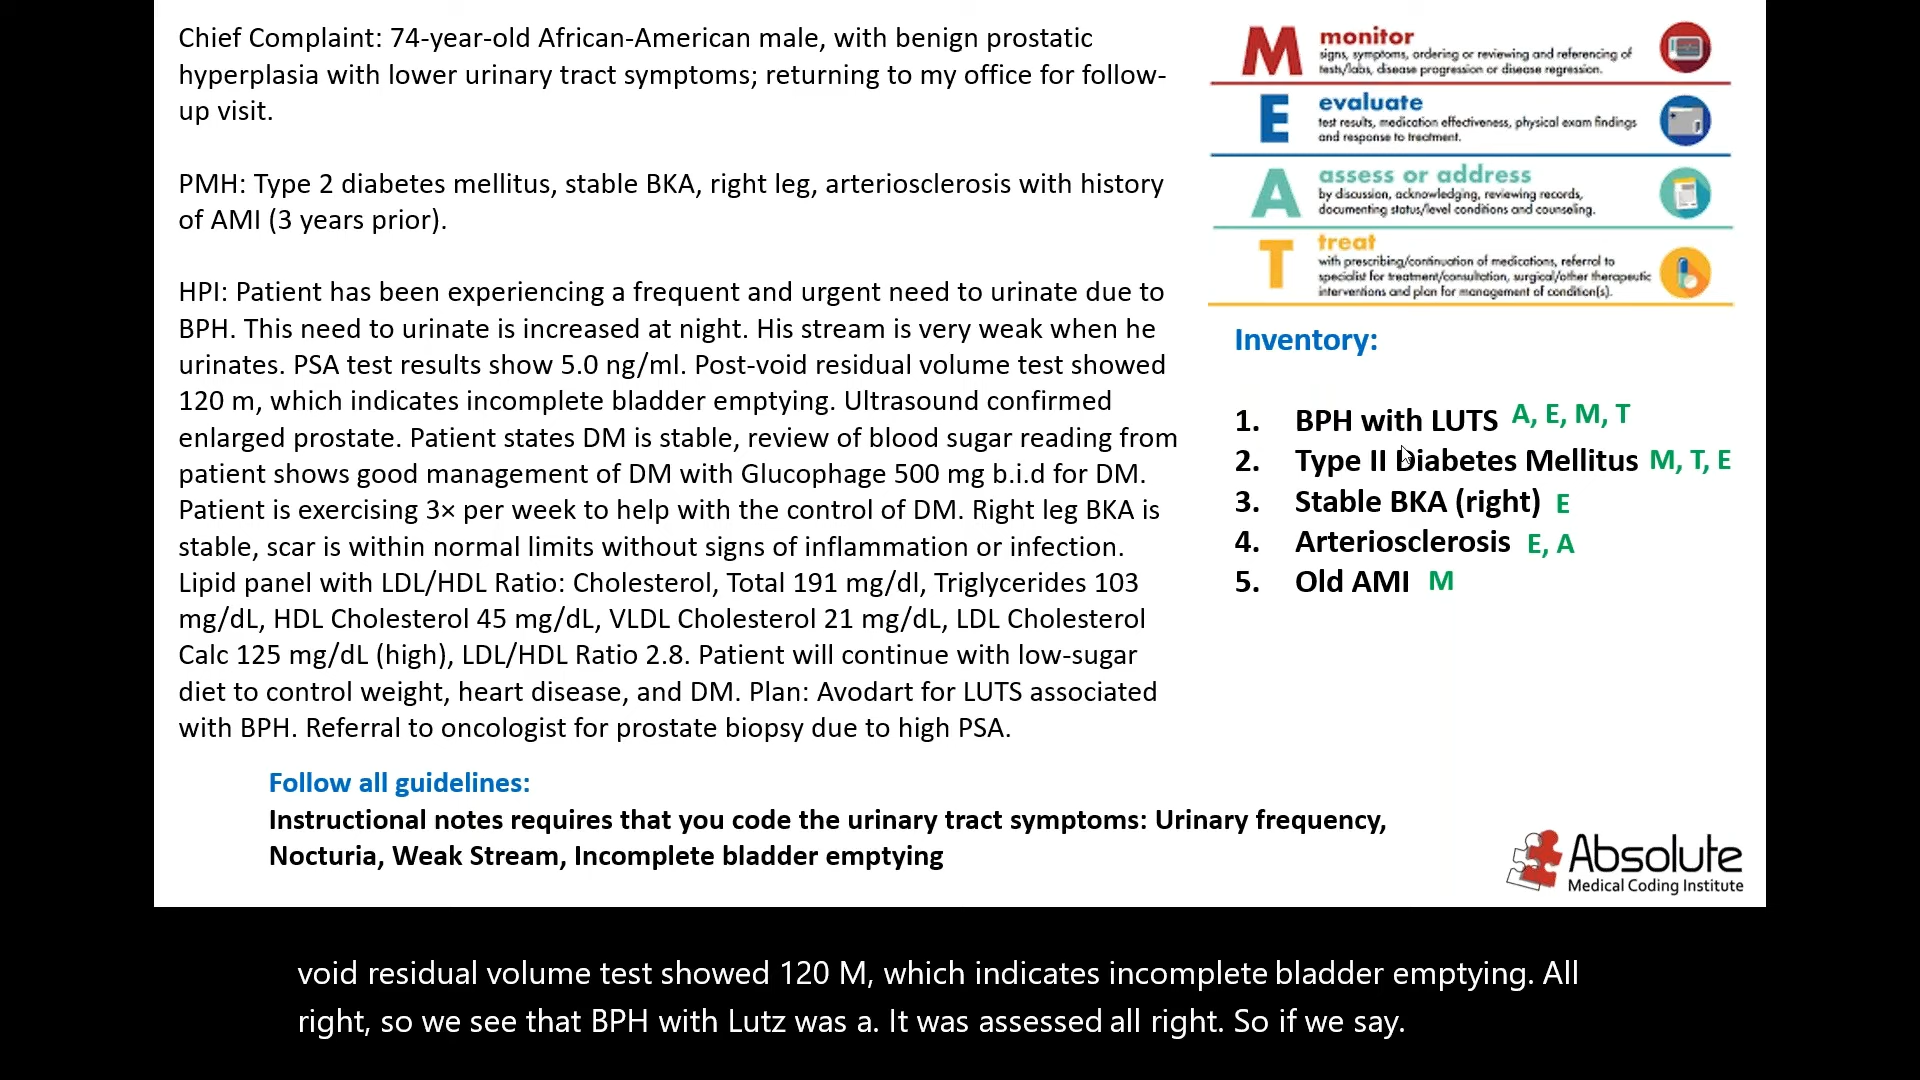 Chief Complaint: 74-year-old African-American male, with benign prostatic
hyperplasia with lower urinary tract symptoms; returning to my office for follow-
up visit.
PMH: Type 2 diabetes mellitus, stable BKA, right leg, arteriosclerosis with history
of AMI (3 years prior).
HPI: Patient has been experiencing a frequent and urgent need to urinate due to
BPH. This need to urinate is increased at night. His stream is very weak when he
urinates. PSA test results show 5.0 ng/ml. Post-void residual volume test showed
120 m, which indicates incomplete bladder emptying. Ultrasound confirmed
enlarged prostate. Patient states DM is stable, review of blood sugar reading from
patient shows good management of DM with Glucophage 500 mg b.i.d for DM.
Patient is exercising 3× per week to help with the control of DM. Right leg BKA is
stable, scar is within normal limits without signs of inflammation or infection.
Lipid panel with LDL/HDL Ratio: Cholesterol, Total 191 mg/dl, Triglycerides 103
mg/dL, HDL Cholesterol 45 mg/dL, VLDL Cholesterol 21 mg/dL, LDL Cholesterol
Calc 125 mg/dL (high), LDL/HDL Ratio 2.8. Patient will continue with low-sugar
diet to control weight, heart disease, and DM. Plan: Avodart for LUTS associated
with BPH. Referral to oncologist for prostate biopsy due to high PSA.
M monitor
signs, symptoms, ordering or reviewing and referencing of
tests/labs, disease progression or disease regression.
E evaluate
test results, medication effectiveness, physical exam findings
and response to treatment.
A assess or address
by discussion, acknowledging, reviewing records,
documenting status/level conditions and counseling.
T treat
with prescribing/continuation of medications, referral to
specialist for treatment/consultation, surgical/other therapeutic
interventions and plan for management of condition(s).
Inventory:
1. BPH with LUTS A, E, M, T
2. Type II Diabetes Mellitus M, T, E
3. Stable BKA (right) E
4. Arteriosclerosis E, A
5. Old AMI M
Follow all guidelines:
Instructional notes requires that you code the urinary tract symptoms: Urinary frequency,
Nocturia, Weak Stream, Incomplete bladder emptying
Absolute
Medical Coding Institute
void residual volume test showed 120 M, which indicates incomplete bladder emptying. All
right, so we see that BPH with Lutz was a. It was assessed all right. So if we say.